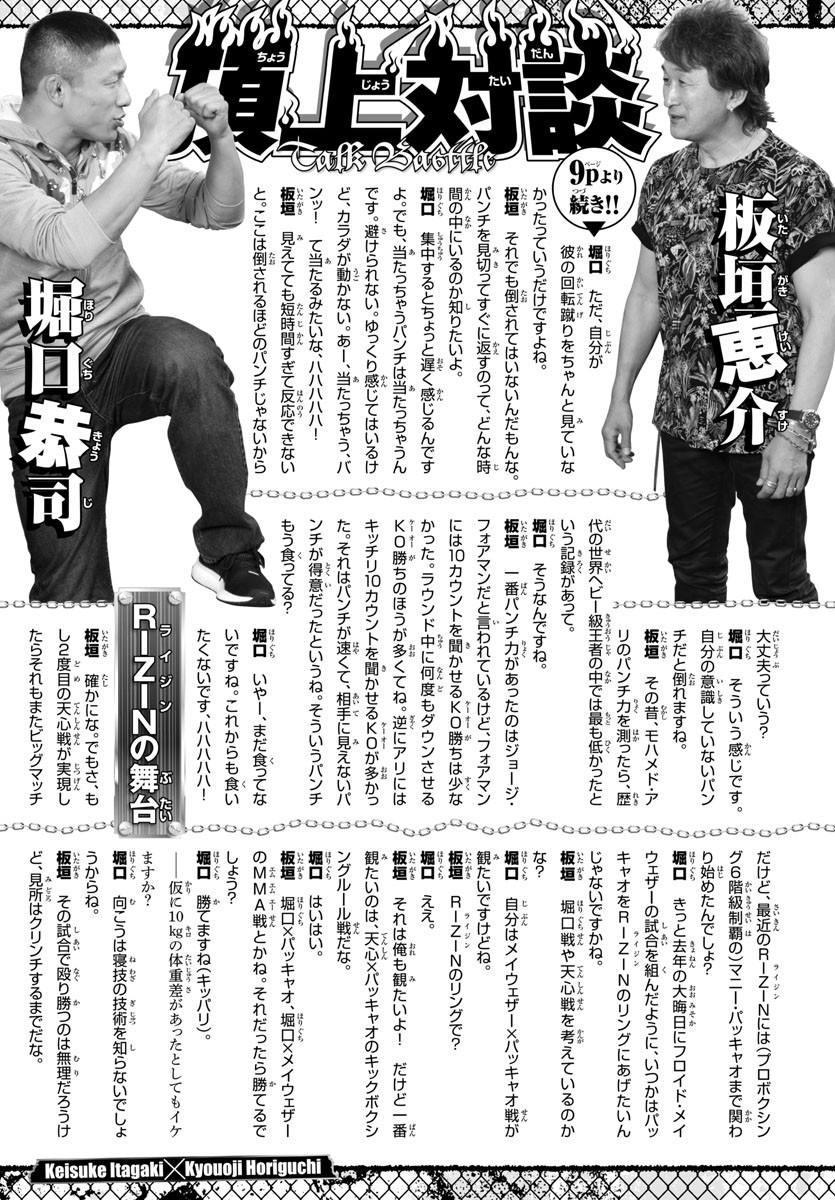 頂上対談
Talk Battle
板垣恵介
堀口恭司
9pより
続き!!
堀口　ただ、自分が
彼の回転蹴りをちゃんと見ていな
かったっていうだけですよね。
板垣　それでも倒されてはいないんだもんな。
パンチを見切ってすぐに返すのって、どんな時
間の中にいるのか知りたいよ。
堀口　集中するとちょっと遅く感じるんです
よ。でも、当たっちゃうパンチは当たっちゃうん
です。避けられない。ゆっくり感じてはいるけ
ど、カラダが動かない。あー、当たっちゃう、バ
ンッ！　て当たるみたいな、ハハハハハ！
板垣　見えてても短時間すぎて反応できない
と。ここは倒されるほどのパンチじゃないから
大丈夫っていう?
堀口　そういう感じです。
自分の意識していないパン
チだと倒れますね。
板垣　その昔、モハメド・ア
リのパンチ力を測ったら、歴
代の世界ヘビー級王者の中では最も低かったと
いう記録があって。
堀口　そうなんですね。
板垣　一番パンチ力があったのはジョージ・
フォアマンだと言われているけど、フォアマン
には10カウントを聞かせるKO勝ちは少な
かった。ラウンド中に何度もダウンさせる
KO勝ちのほうが多くてね。逆にアリには
キッチリ10カウントを聞かせるKOが多かっ
た。それはパンチが速くて、相手に見えないパ
ンチが得意だったというね。そういうパンチ
もう食ってる?
堀口　いやー、まだ食ってな
いですね。これからも食い
たくないです、ハハハハハ！
RIZINの舞台
板垣　確かにな。でもさ、も
し2度目の天心戦が実現し
たらそれもまたビッグマッチ
だけど、最近のRIZINには(プロボクシン
グ6階級制覇の)マニー・パッキャオまで関わ
り始めたんでしょ?
堀口　きっと去年の大晦日にフロイド・メイ
ウェザーの試合を組んだように、いつかはパッ
キャオをRIZINのリングにあげたいん
じゃないですかね。
板垣　堀口戦や天心戦を考えているのか
な?
堀口　自分はメイウェザー×パッキャオ戦が
観たいですけどね。
板垣　RIZINのリングで?
堀口　ええ。
板垣　それは俺も観たいよ！　だけど一番
観たいのは、天心×パッキャオのキックボクシ
ングルール戦だな。
堀口　はいはい。
板垣　堀口×パッキャオ、堀口×メイウェザー
のMMA戦とかね。それだったら勝てるで
しょう?
堀口　勝てますね(キッパリ)。
――仮に10kgの体重差があったとしてもイケ
ますか?
堀口　向こうは寝技の技術を知らないでしょ
うからね。
板垣　その試合で殴り勝つのは無理だろうけ
ど、見所はクリンチするまでだな。
Keisuke Itagaki×Kyouoji Horiguchi